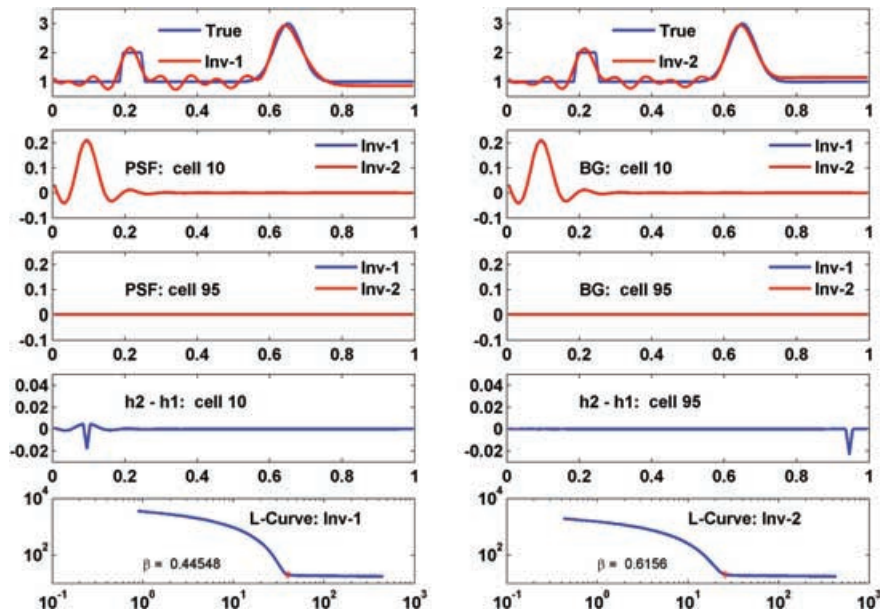 3
2
1
True
Inv-1
0 0.2 0.4 0.6 0.8 1
3
2
1
True
Inv-2
0 0.2 0.4 0.6 0.8 1
0.2
0.1
0
-0.1
PSF: cell 10
Inv-1
Inv-2
0 0.2 0.4 0.6 0.8 1
0.2
0.1
0
-0.1
BG: cell 10
Inv-1
Inv-2
0 0.2 0.4 0.6 0.8 1
0.2
0.1
0
-0.1
PSF: cell 95
Inv-1
Inv-2
0 0.2 0.4 0.6 0.8 1
0.2
0.1
0
-0.1
BG: cell 95
Inv-1
Inv-2
0 0.2 0.4 0.6 0.8 1
0.04
0.02
0
-0.02
h2 - h1: cell 10
0 0.2 0.4 0.6 0.8 1
0.04
0.02
0
-0.02
h2 - h1: cell 95
0 0.2 0.4 0.6 0.8 1
10^4
10^2
L-Curve: Inv-1
β = 0.44548
10^-1 10^0 10^1 10^2 10^3
10^4
10^2
L-Curve: Inv-2
β = 0.6156
10^-1 10^0 10^1 10^2 10^3